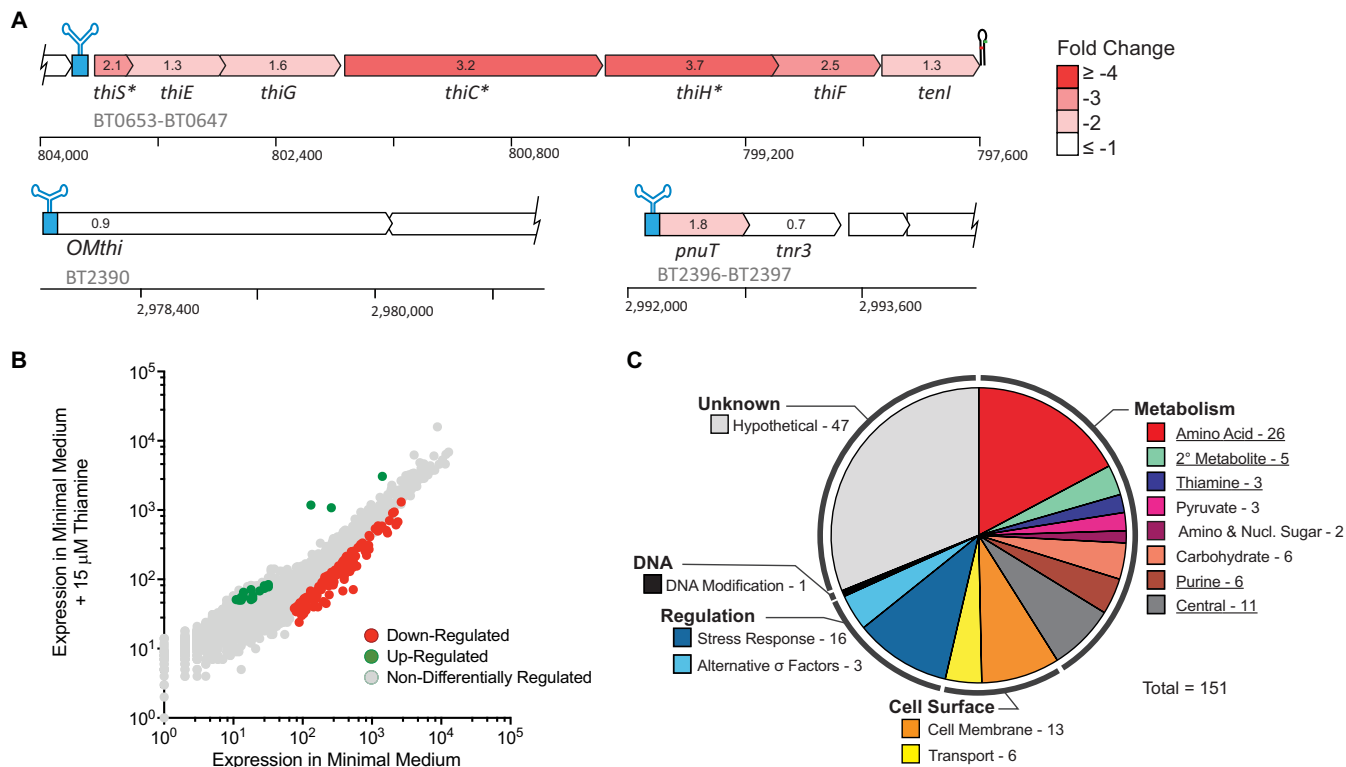 A
2.1 1.3 1.6 3.2 3.7 2.5 1.3
thiS* thiE thiG thiC* thiH* thiF tenI
BT0653-BT0647
804,000 802,400 800,800 799,200 797,600
Fold Change
≥ -4
-3
-2
≤ -1
0.9
OMthi
BT2390
2,978,400 2,980,000
1.8 0.7
pnuT tnr3
BT2396-BT2397
2,992,000 2,993,600
B
Expression in Minimal Medium
+ 15 µM Thiamine
10⁵
10⁴
10³
10²
10¹
10⁰
10⁰ 10¹ 10² 10³ 10⁴ 10⁵
Expression in Minimal Medium
Down-Regulated
Up-Regulated
Non-Differentially Regulated
C
Unknown
Hypothetical - 47
DNA
DNA Modification - 1
Regulation
Stress Response - 16
Alternative σ Factors - 3
Cell Surface
Cell Membrane - 13
Transport - 6
Metabolism
Amino Acid - 26
2° Metabolite - 5
Thiamine - 3
Pyruvate - 3
Amino & Nucl. Sugar - 2
Carbohydrate - 6
Purine - 6
Central - 11
Total = 151